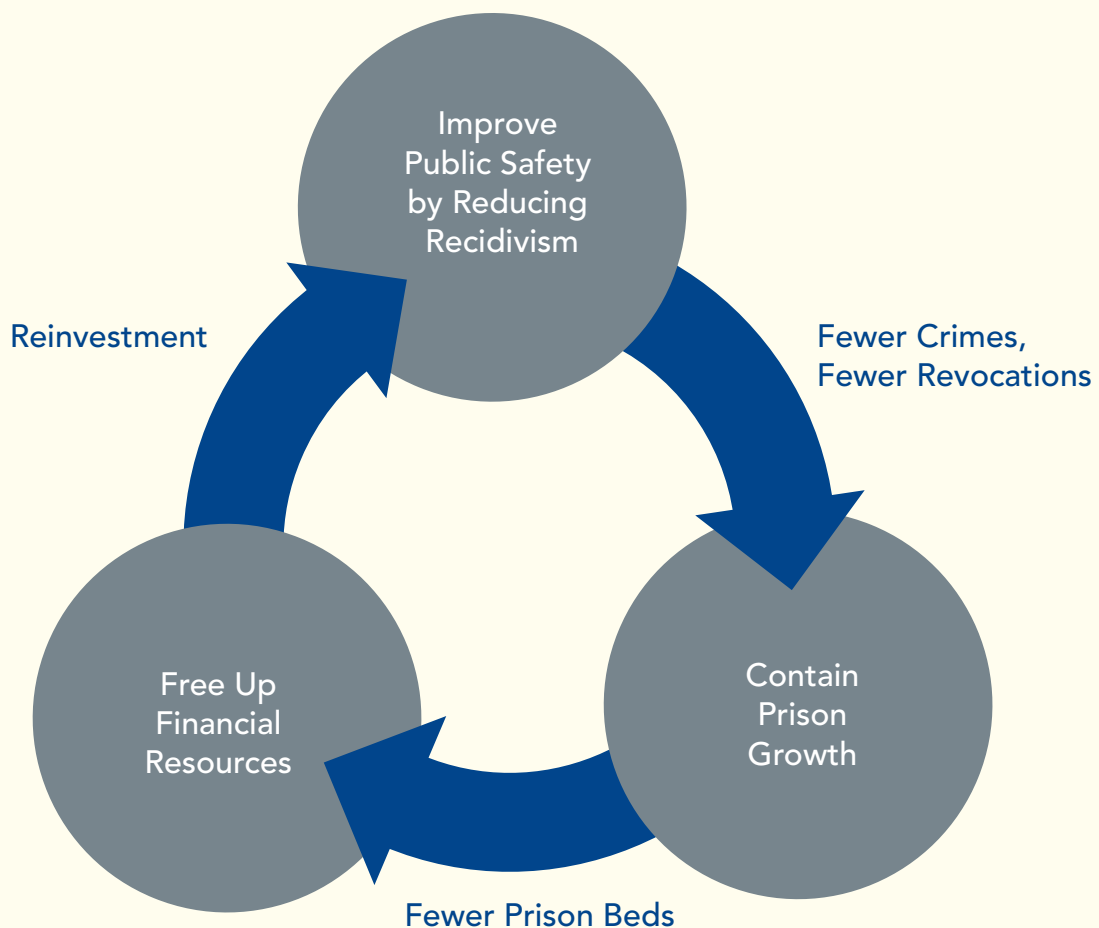 Improve
Public Safety
by Reducing
Recidivism
Reinvestment
Fewer Crimes,
Fewer Revocations
Free Up
Financial
Resources
Contain
Prison
Growth
Fewer Prison Beds